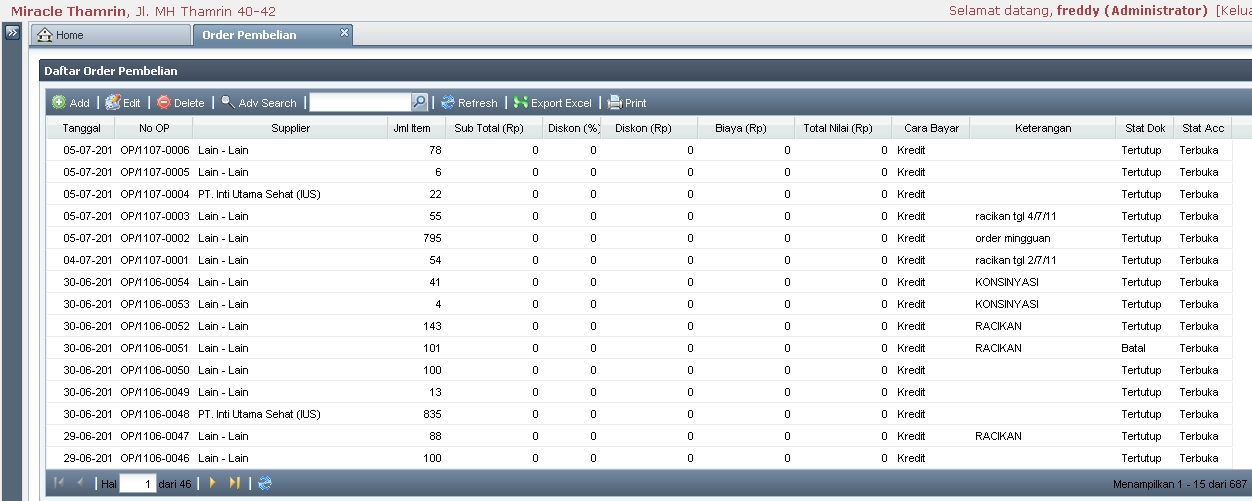 Miracle Thamrin, Jl. MH Thamrin 40-42 Selamat datang, freddy (Administrator) [Kelua
Home Order Pembelian
Daftar Order Pembelian
Add Edit Delete Adv Search Refresh Export Excel Print
Tanggal No OP Supplier Jml Item Sub Total (Rp) Diskon (%) Diskon (Rp) Biaya (Rp) Total Nilai (Rp) Cara Bayar Keterangan Stat Dok Stat Acc
05-07-201 OP/1107-0006 Lain - Lain 78 0 0 0 0 0 Kredit Tertutup Terbuka
05-07-201 OP/1107-0005 Lain - Lain 6 0 0 0 0 0 Kredit Tertutup Terbuka
05-07-201 OP/1107-0004 PT. Inti Utama Sehat (IUS) 22 0 0 0 0 0 Kredit Tertutup Terbuka
05-07-201 OP/1107-0003 Lain - Lain 55 0 0 0 0 0 Kredit racikan tgl 4/7/11 Tertutup Terbuka
05-07-201 OP/1107-0002 Lain - Lain 795 0 0 0 0 0 Kredit order mingguan Tertutup Terbuka
04-07-201 OP/1107-0001 Lain - Lain 54 0 0 0 0 0 Kredit racikan tgl 2/7/11 Tertutup Terbuka
30-06-201 OP/1106-0054 Lain - Lain 41 0 0 0 0 0 Kredit KONSINYASI Tertutup Terbuka
30-06-201 OP/1106-0053 Lain - Lain 4 0 0 0 0 0 Kredit KONSINYASI Tertutup Terbuka
30-06-201 OP/1106-0052 Lain - Lain 143 0 0 0 0 0 Kredit RACIKAN Tertutup Terbuka
30-06-201 OP/1106-0051 Lain - Lain 101 0 0 0 0 0 Kredit RACIKAN Batal Terbuka
30-06-201 OP/1106-0050 Lain - Lain 100 0 0 0 0 0 Kredit Tertutup Terbuka
30-06-201 OP/1106-0049 Lain - Lain 13 0 0 0 0 0 Kredit Tertutup Terbuka
30-06-201 OP/1106-0048 PT. Inti Utama Sehat (IUS) 835 0 0 0 0 0 Kredit Tertutup Terbuka
29-06-201 OP/1106-0047 Lain - Lain 88 0 0 0 0 0 Kredit RACIKAN Tertutup Terbuka
29-06-201 OP/1106-0046 Lain - Lain 100 0 0 0 0 0 Kredit Tertutup Terbuka
Hal 1 dari 46 Menampilkan 1 - 15 dari 687